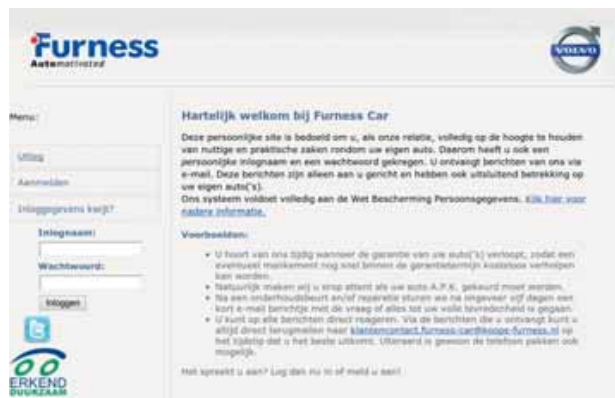 Furness
Automotivated
VOLVO
Menu:
Uitleg
Aanmelden
Inloggegevens kwijt?
Inlognaam:
Wachtwoord:
Inloggen
ERKEND
DUURZAAM
Hartelijk welkom bij Furness Car
Deze persoonlijke site is bedoeld om u, als onze relatie, volledig op de hoogte te houden
van nuttige en praktische zaken rondom uw eigen auto. Daarom heeft u ook een
persoonlijke inlognaam en een wachtwoord gekregen. U ontvangt berichten van ons via
e-mail. Deze berichten zijn alleen aan u gericht en hebben ook uitsluitend betrekking op
uw eigen auto('s).
Ons systeem voldoet volledig aan de Wet Bescherming Persoonsgegevens. Klik hier voor
nadere informatie.
Voorbeelden:
• U hoort van ons tijdig wanneer de garantie van uw auto('s) verloopt, zodat een
eventueel mankement nog snel binnen de garantietermijn kosteloos verholpen
kan worden.
• Natuurlijk maken wij u erop attent als uw auto A.P.K. gekeurd moet worden.
• Na een onderhoudsbeurt en/of reparatie sturen we na ongeveer vijf dagen een
kort e-mail berichtje met de vraag of alles tot uw volle tevredenheid is gegaan.
• U kunt op elke berichten direct reageren. Via de berichten die u ontvangt kunt u
altijd direct terugmailen naar klantencontact.furness-car@koops-furness.nl op
het tijdstip dat u het beste uitkomt. Uiteraard is gewoon de telefoon pakken ook
mogelijk.
Het spreekt u aan? Log dan nu in of meld u aan!